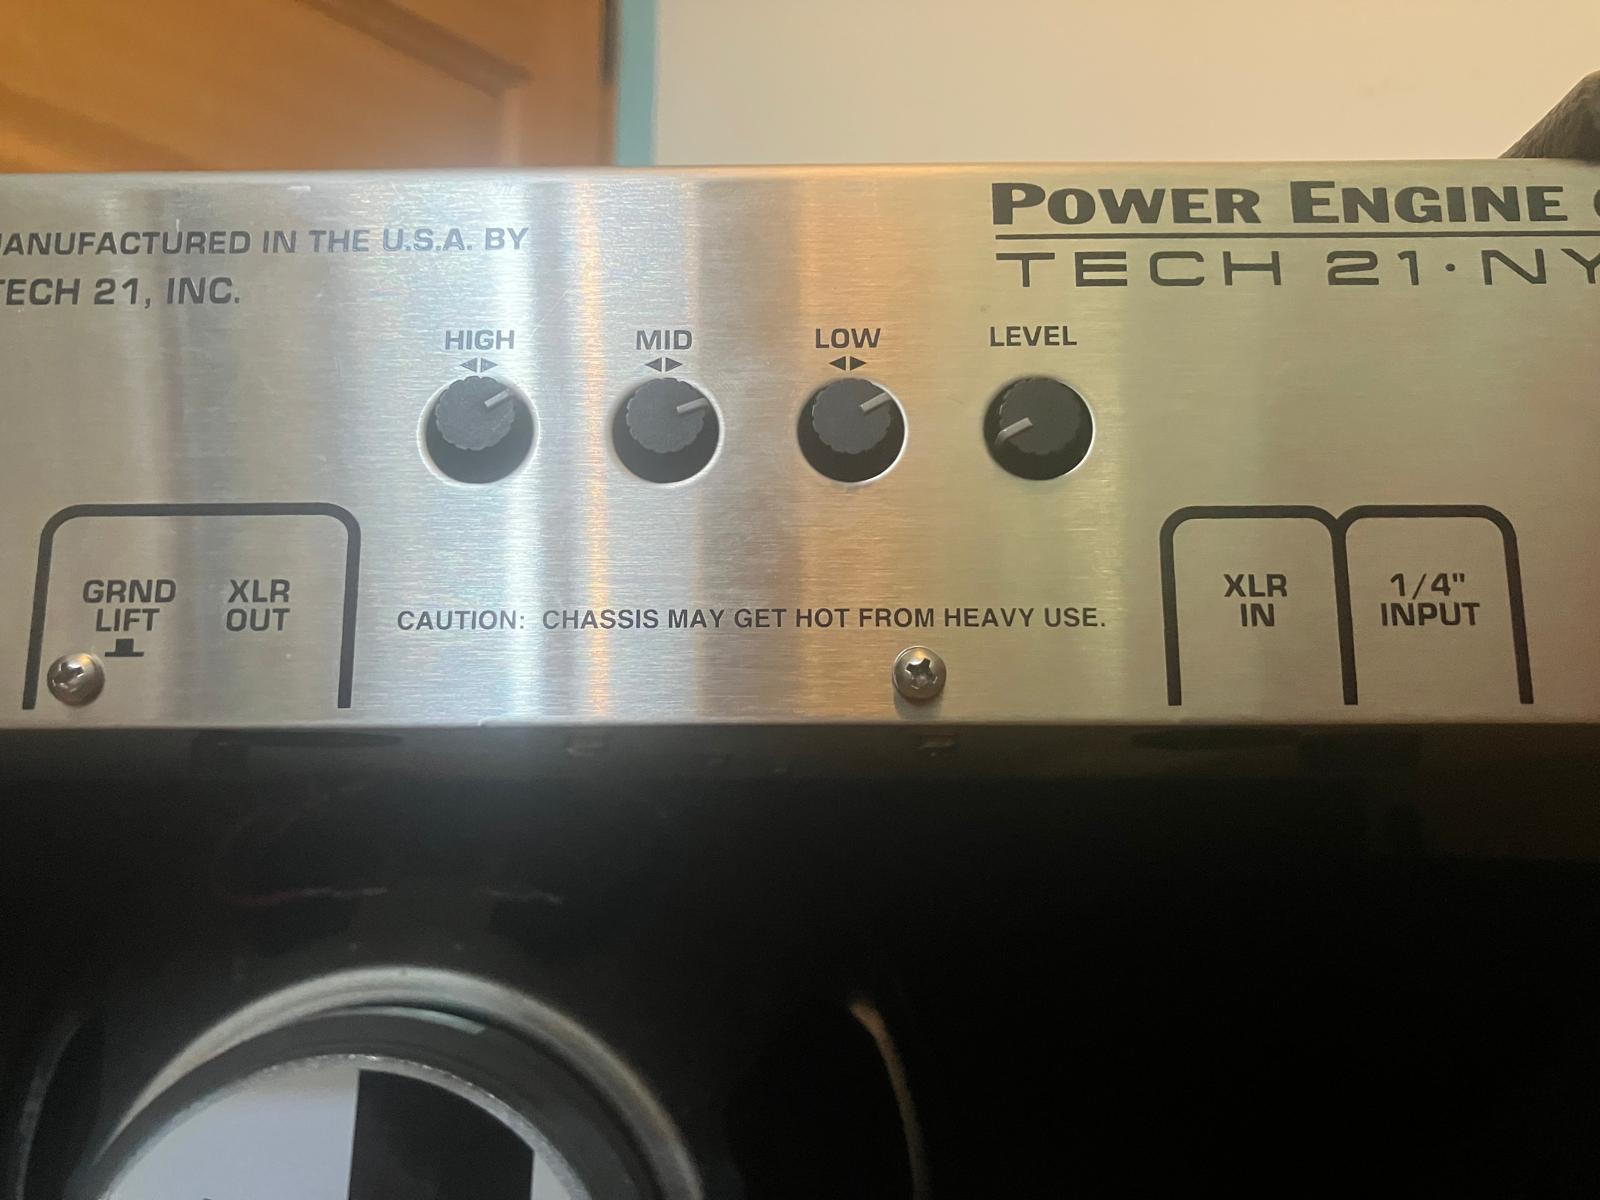 MANUFACTURED IN THE U.S.A. BY
TECH 21, INC.
POWER ENGINE
TECH 21·NY
HIGH
MID
LOW
LEVEL
GRND
LIFT
XLR
OUT
CAUTION: CHASSIS MAY GET HOT FROM HEAVY USE.
XLR
IN
1/4"
INPUT